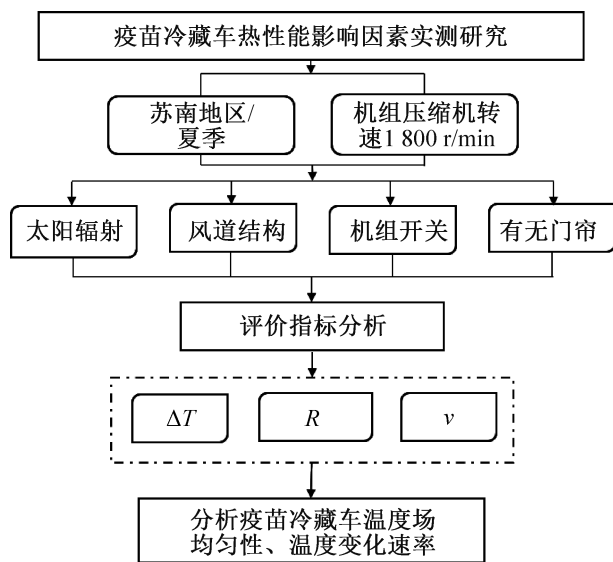 疫苗冷藏车热性能影响因素实测研究
苏南地区/
夏季
机组压缩机转
速1 800 r/min
太阳辐射
风道结构
机组开关
有无门帘
评价指标分析
ΔT
R
v
分析疫苗冷藏车温度场
均匀性、温度变化速率